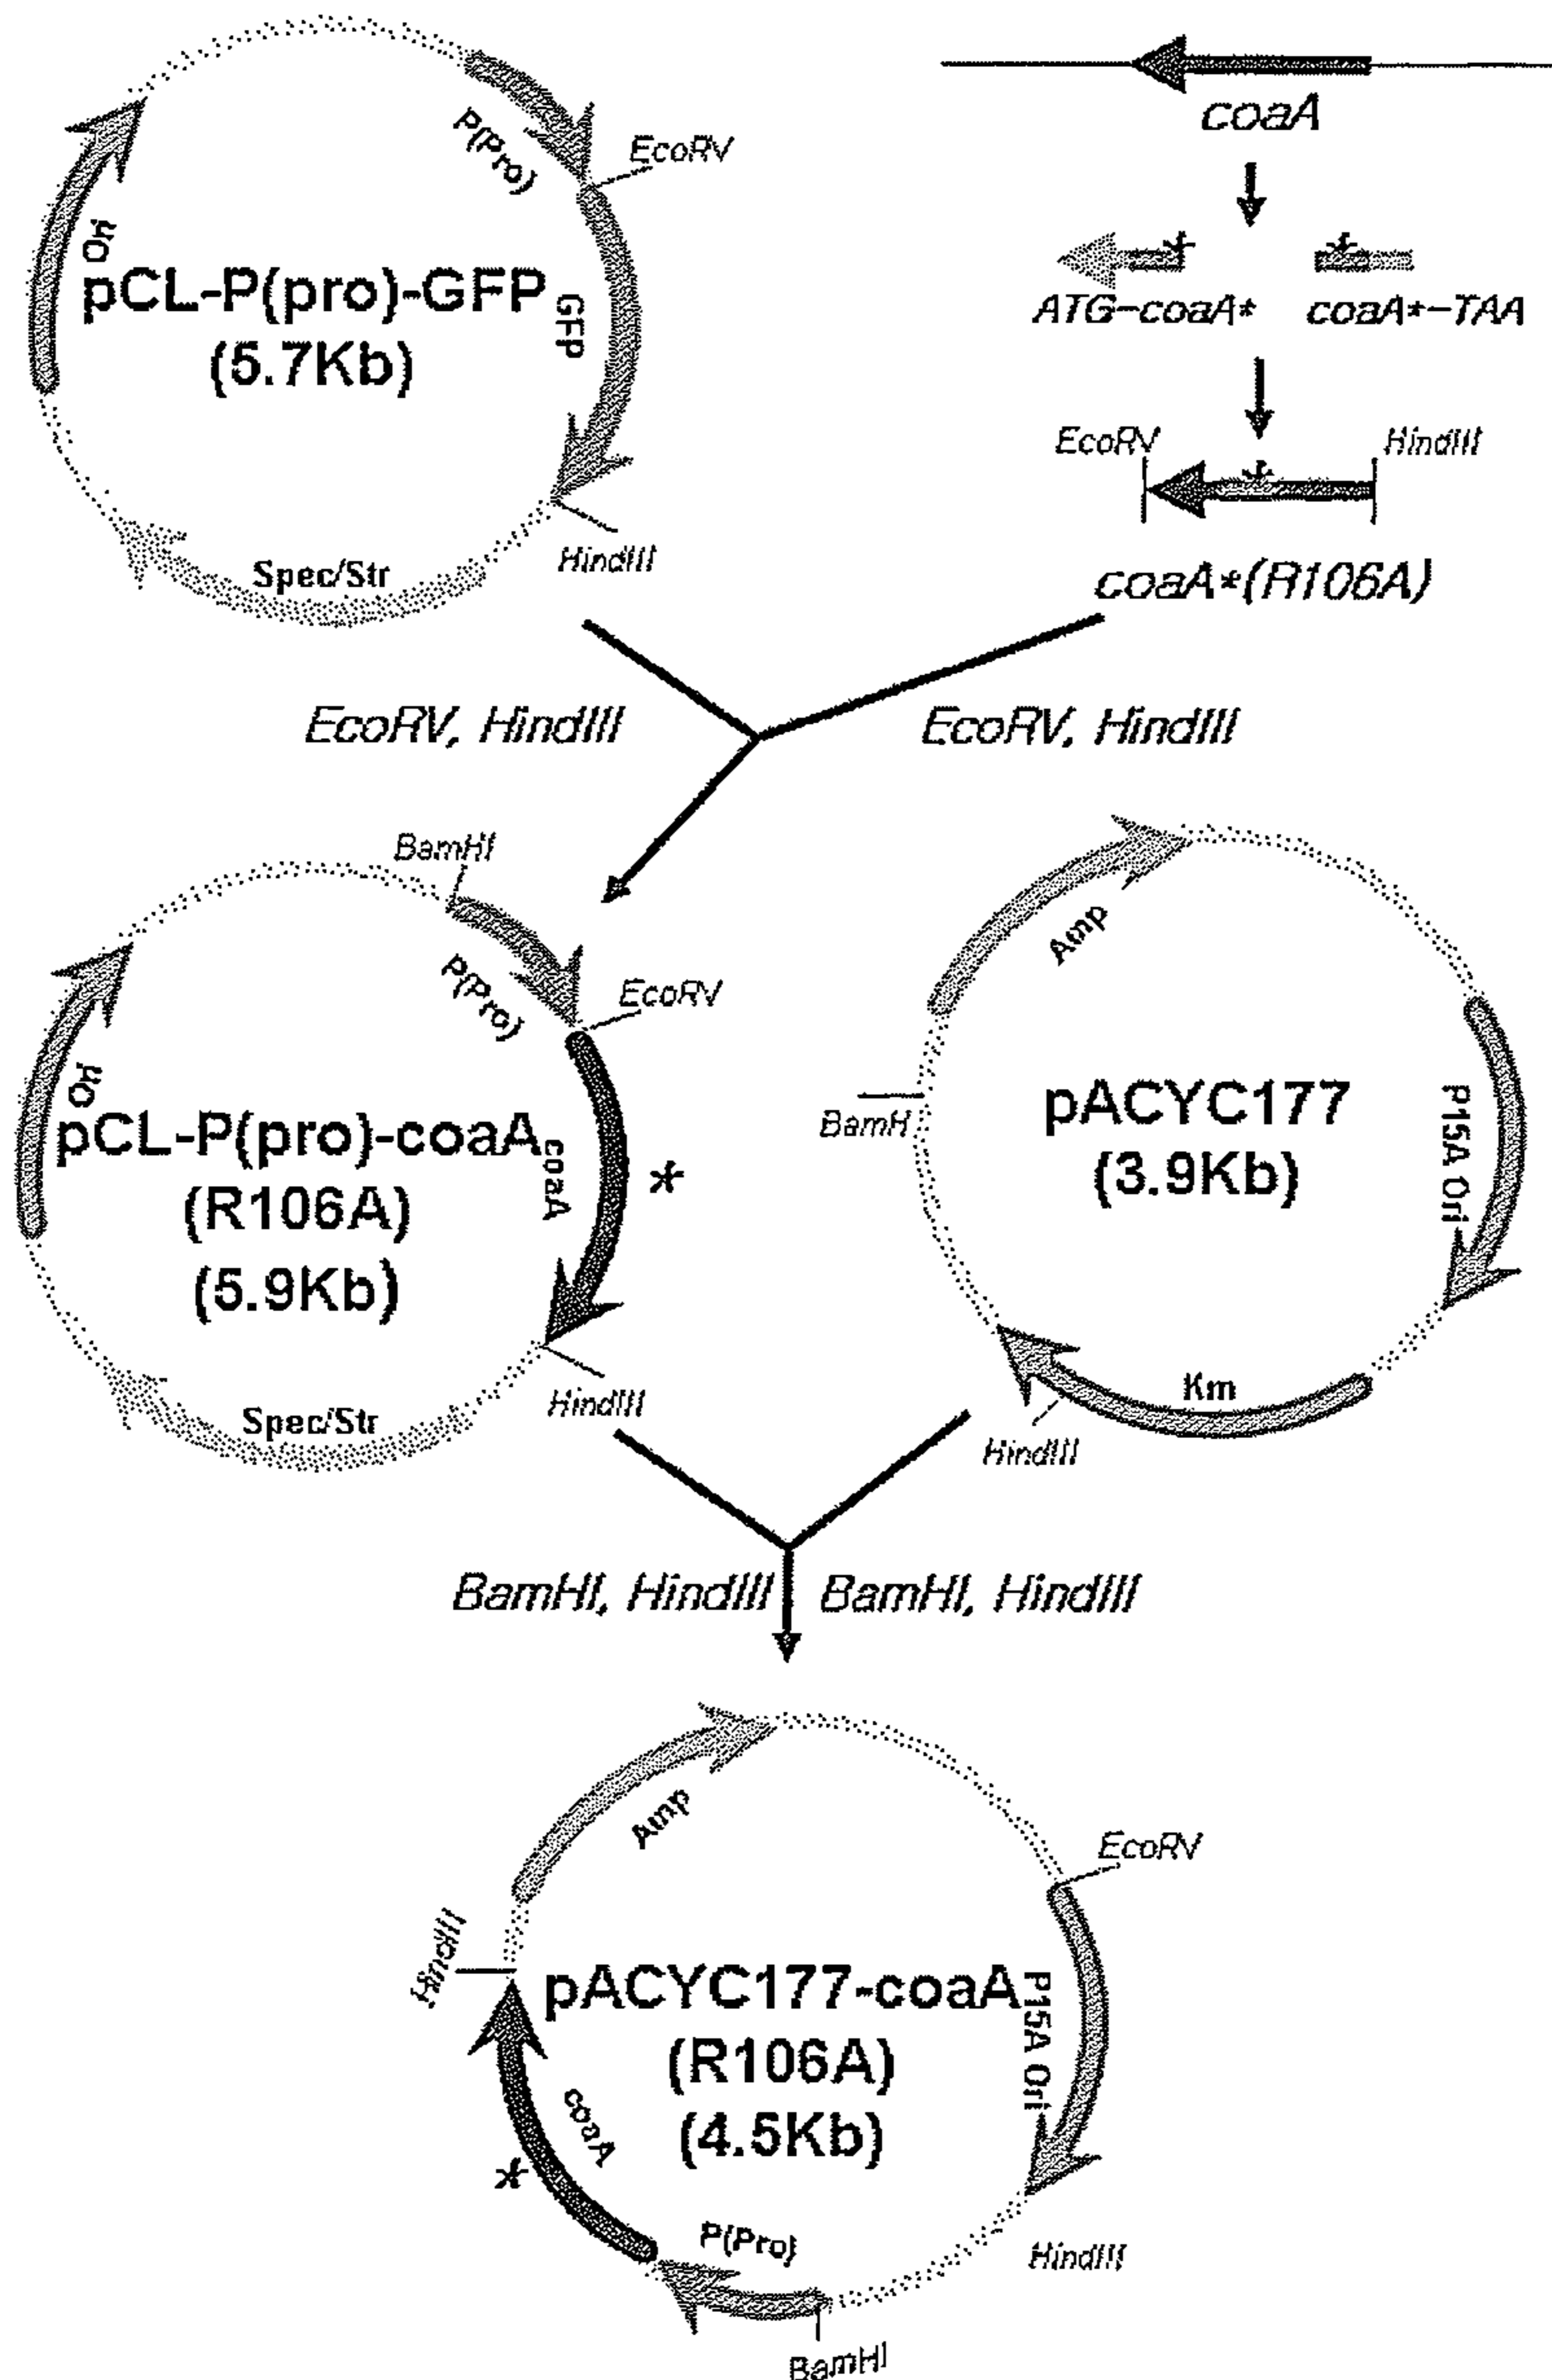 coaA
P(Pro)
EcoRV
Ori
pCL-P(pro)-GFP
(5.7Kb)
GFP
HindIII
Spec/Str
ATG-coaA*
coaA*-TAA
EcoRV
HindIII
coaA*(R106A)
EcoRV, HindIII
EcoRV, HindIII
BamHI
P(Pro)
EcoRV
Ori
pCL-P(pro)-coaA
(R106A)
(5.9Kb)
coaA
*
HindIII
Spec/Str
Amp
BamH
pACYC177
(3.9Kb)
P15A Ori
Km
HindIII
BamHI, HindIII
BamHI, HindIII
Amp
EcoRV
HindIII
pACYC177-coaA
(R106A)
(4.5Kb)
P15A Ori
coaA
*
P(Pro)
HindIII
BamHI